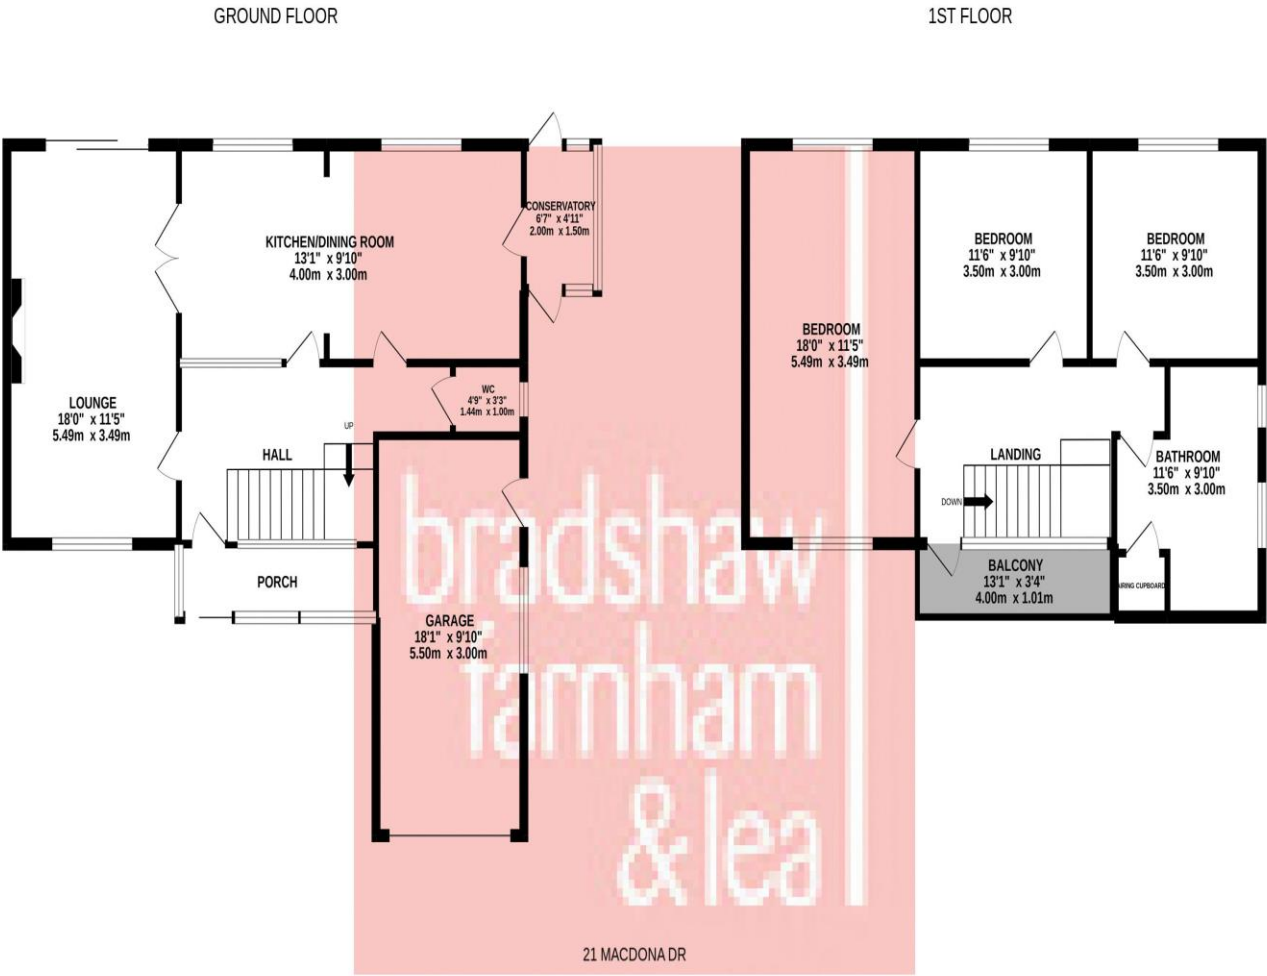 GROUND FLOOR
1ST FLOOR
CONSERVATORY
6'7" x 4'11"
2.00m x 1.50m
KITCHEN/DINING ROOM
13'1" x 9'10"
4.00m x 3.00m
LOUNGE
18'0" x 11'5"
5.49m x 3.49m
WC
4'9" x 3'3"
1.44m x 1.00m
UP
HALL
PORCH
GARAGE
18'1" x 9'10"
5.50m x 3.00m
BEDROOM
11'6" x 9'10"
3.50m x 3.00m
BEDROOM
11'6" x 9'10"
3.50m x 3.00m
BEDROOM
18'0" x 11'5"
5.49m x 3.49m
LANDING
DOWN
BATHROOM
11'6" x 9'10"
3.50m x 3.00m
BALCONY
13'1" x 3'4"
4.00m x 1.01m
AIRING CUPBOARD
bradshaw
farnham
& lea
21 MACDONA DR